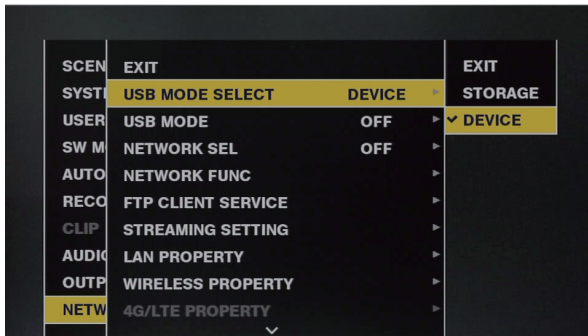 SCEN
SYST
USER
SW M
AUTO
RECO
CLIP
AUDIO
OUTP
NETW
EXIT
USB MODE SELECT DEVICE
USB MODE OFF
NETWORK SEL OFF
NETWORK FUNC
FTP CLIENT SERVICE
STREAMING SETTING
LAN PROPERTY
WIRELESS PROPERTY
4G/LTE PROPERTY
EXIT
STORAGE
DEVICE